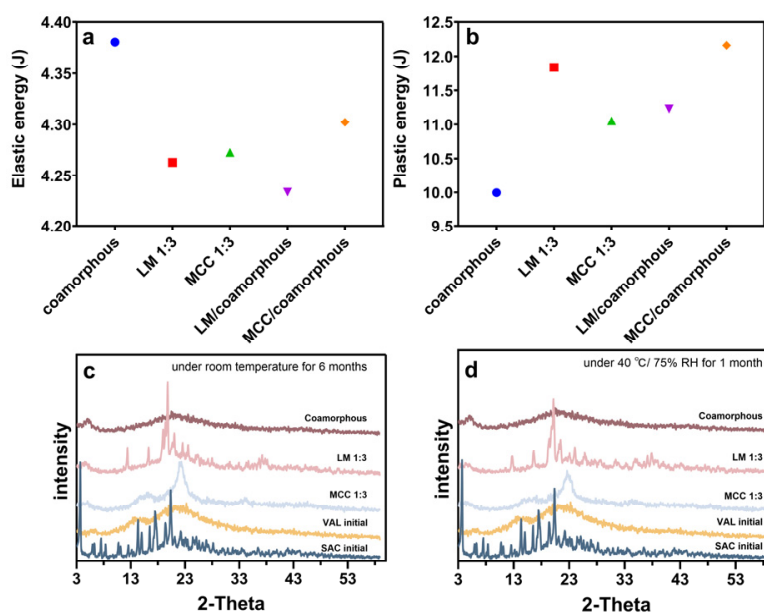 a
Elastic energy (J)
4.40
4.35
4.30
4.25
4.20
coamorphous
LM 1:3
MCC 1:3
LM/coamorphous
MCC/coamorphous
b
Plastic energy (J)
12.5
12.0
11.5
11.0
10.5
10.0
9.5
coamorphous
LM 1:3
MCC 1:3
LM/coamorphous
MCC/coamorphous
c
under room temperature for 6 months
intensity
Coamorphous
LM 1:3
MCC 1:3
VAL initial
SAC initial
3 13 23 33 43 53
2-Theta
d
under 40 °C/ 75% RH for 1 month
intensity
Coamorphous
LM 1:3
MCC 1:3
VAL initial
SAC initial
3 13 23 33 43 53
2-Theta